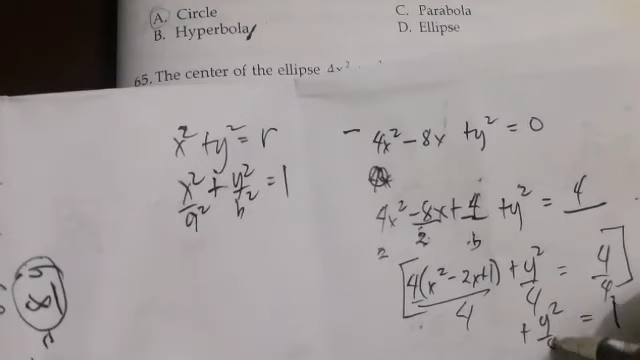 A. Circle
B. Hyperbola
C. Parabola
D. Ellipse
65. The center of the ellipse 4x²
x² + y² = r
x²/a² + y²/b² = 1
4x² - 8x + y² = 0
4x² - 8x + 4 + y² = 4
[4(x² - 2x + 1)/4 + y²/4 = 4/4]
+ y² = 1